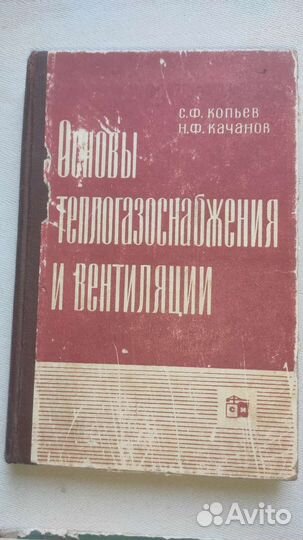 С.Ф. Копьев
Н.Ф. Качанов
Основы
теплогазоснабжения
и вентиляции
С И
Avito